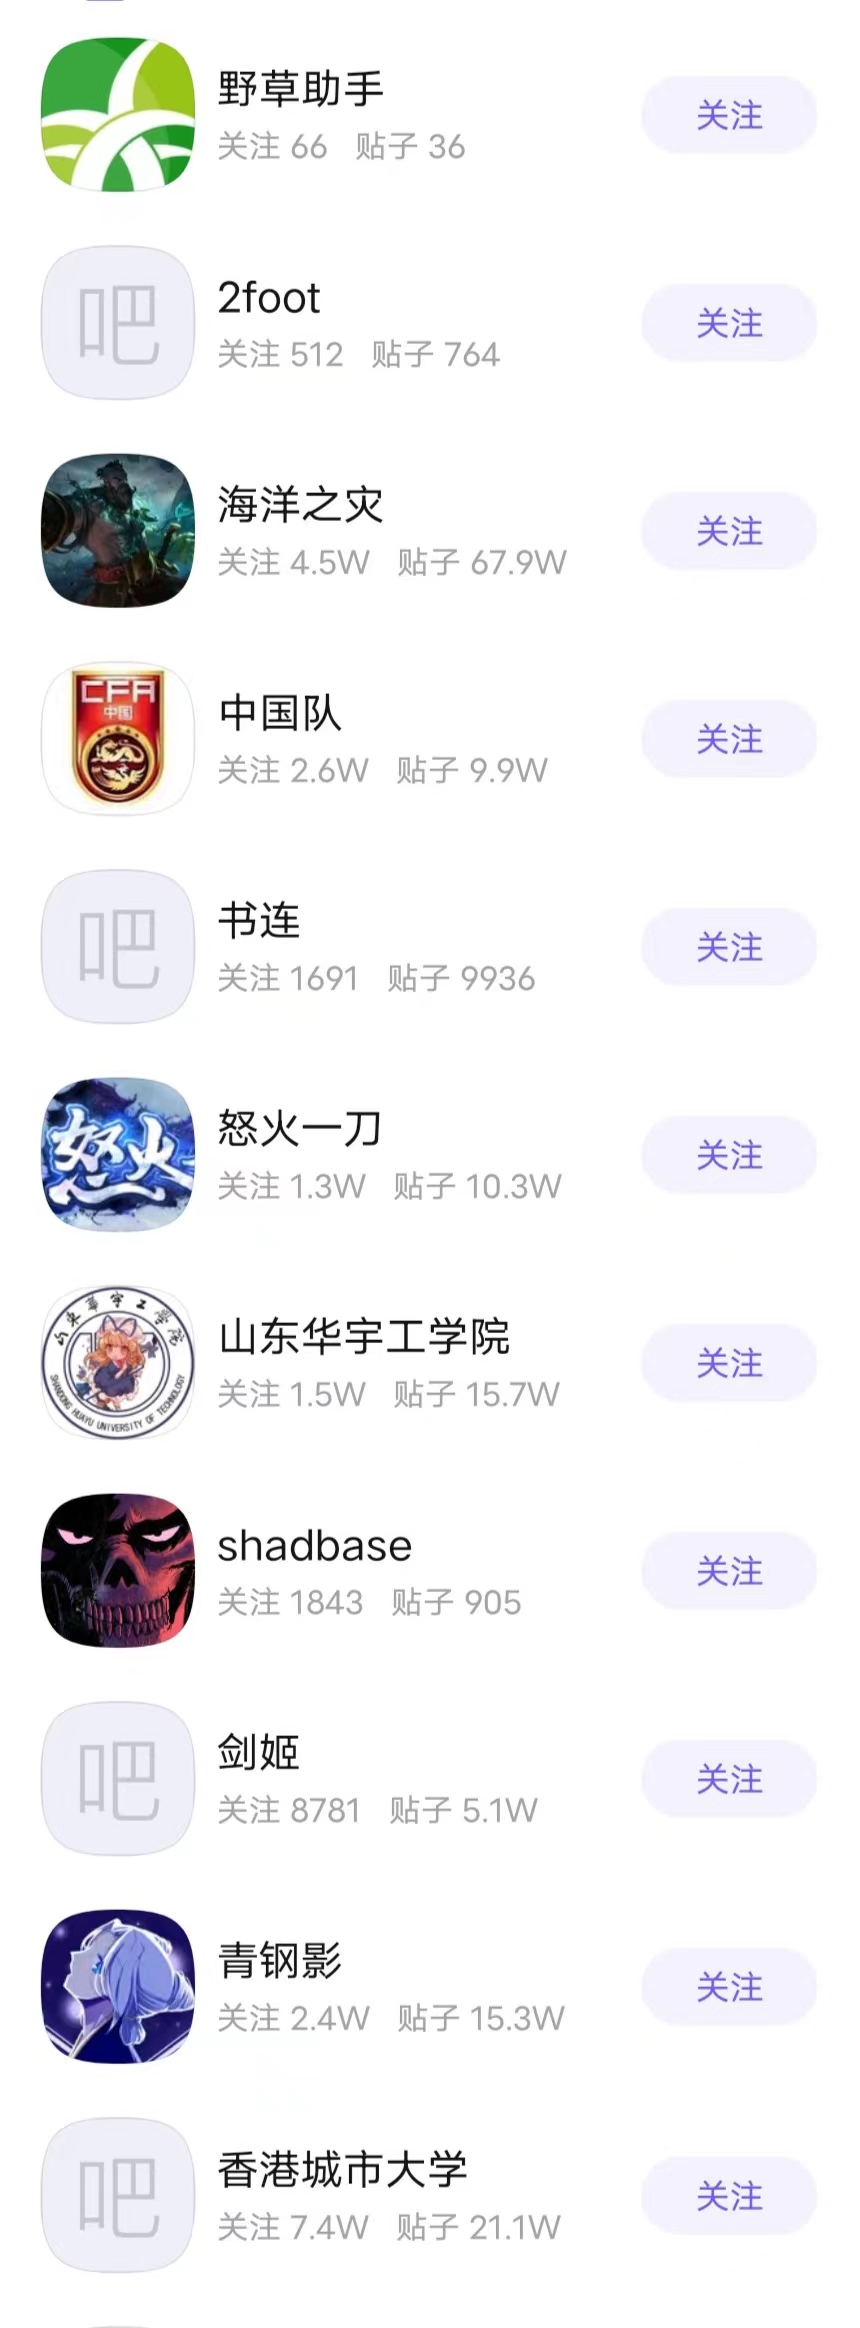 野草助手
关注 66 贴子 36
关注
吧
2foot
关注 512 贴子 764
关注
海洋之灾
关注 4.5W 贴子 67.9W
关注
CFA
中国
中国队
关注 2.6W 贴子 9.9W
关注
吧
书连
关注 1691 贴子 9936
关注
怒火
怒火一刀
关注 1.3W 贴子 10.3W
关注
山东华宇工学院
SHANDONG HUAYU UNIVERSITY OF TECHNOLOGY
山东华宇工学院
关注 1.5W 贴子 15.7W
关注
shadbase
关注 1843 贴子 905
关注
吧
剑姬
关注 8781 贴子 5.1W
关注
青钢影
关注 2.4W 贴子 15.3W
关注
吧
香港城市大学
关注 7.4W 贴子 21.1W
关注